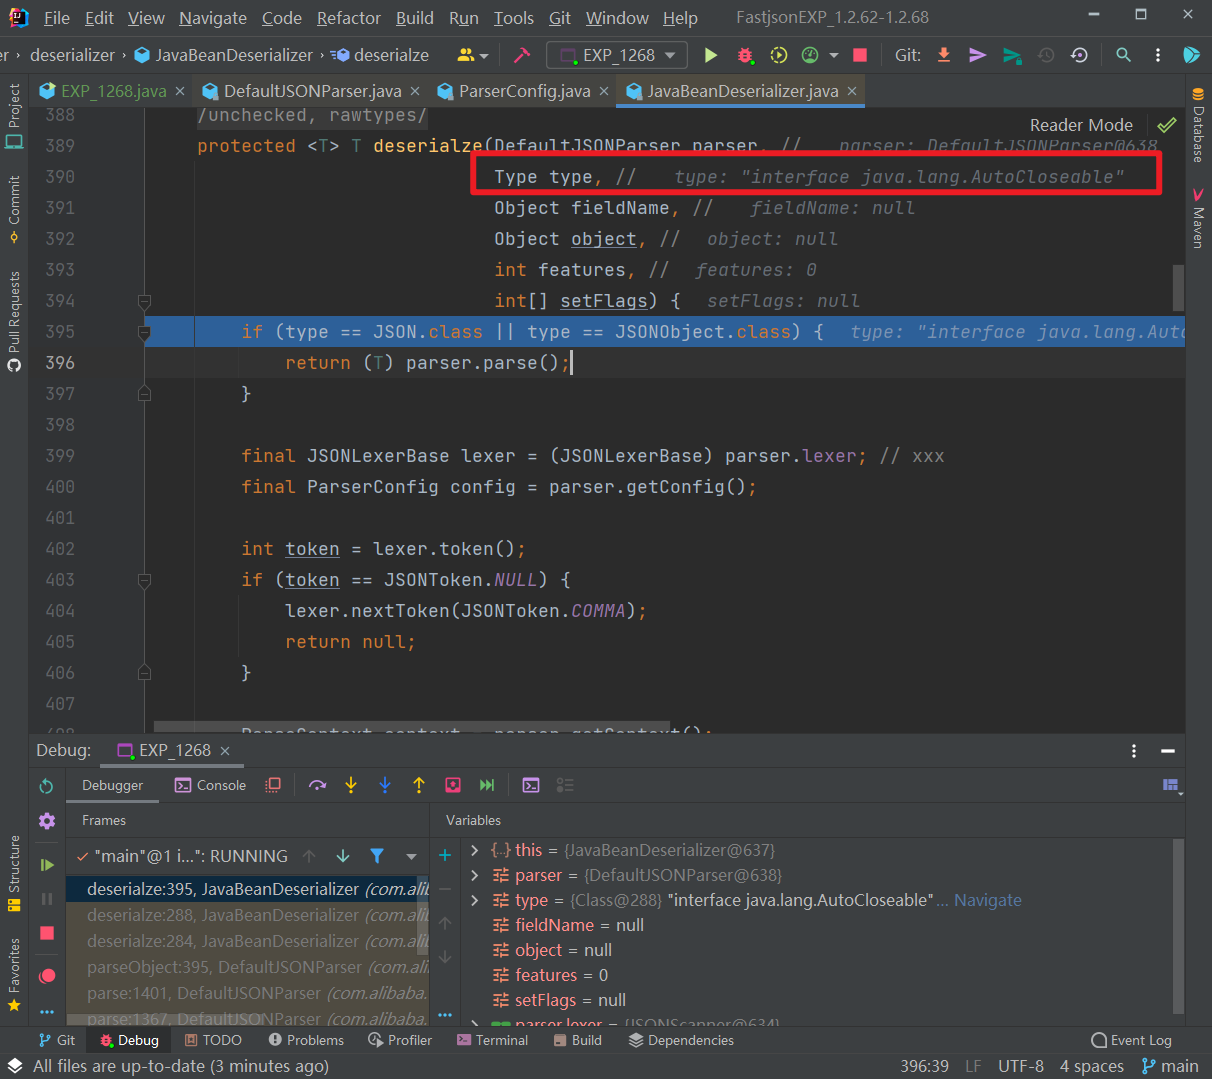 File Edit View Navigate Code Refactor Build Run Tools Git Window Help FastjsonEXP_1.2.62-1.2.68
er › deserializer › JavaBeanDeserializer › deserialze EXP_1268 Git:
EXP_1268.java × DefaultJSONParser.java × ParserConfig.java × JavaBeanDeserializer.java ×
Project
Commit
Pull Requests
Structure
Favorites
Database
Maven
Reader Mode
388 /unchecked, rawtypes/
389 protected <T> T deserialze(DefaultJSONParser parser, // parser: DefaultJSONParser@638
390 Type type, // type: "interface java.lang.AutoCloseable"
391 Object fieldName, // fieldName: null
392 Object object, // object: null
393 int features, // features: 0
394 int[] setFlags) { setFlags: null
395 if (type == JSON.class || type == JSONObject.class) { type: "interface java.lang.Auto
396 return (T) parser.parse();
397 }
398
399 final JSONLexerBase lexer = (JSONLexerBase) parser.lexer; // xxx
400 final ParserConfig config = parser.getConfig();
401
402 int token = lexer.token();
403 if (token == JSONToken.NULL) {
404 lexer.nextToken(JSONToken.COMMA);
405 return null;
406 }
407
408 ParseContext context = parser.getContext();
Debug: EXP_1268 ×
Debugger Console
Frames
"main"@1 i...": RUNNING
deserialze:395, JavaBeanDeserializer (com.alib
deserialze:288, JavaBeanDeserializer (com.alib
deserialze:284, JavaBeanDeserializer (com.alib
parseObject:395, DefaultJSONParser (com.alib
parse:1401, DefaultJSONParser (com.alibaba.
parse:1367, DefaultJSONParser (com.alibaba.
Variables
this = {JavaBeanDeserializer@637}
parser = {DefaultJSONParser@638}
type = {Class@288} "interface java.lang.AutoCloseable"... Navigate
fieldName = null
object = null
features = 0
setFlags = null
parser.lexer = {JSONScanner@634}
Git Debug TODO Problems Profiler Terminal Build Dependencies Event Log
All files are up-to-date (3 minutes ago) 396:39 LF UTF-8 4 spaces main